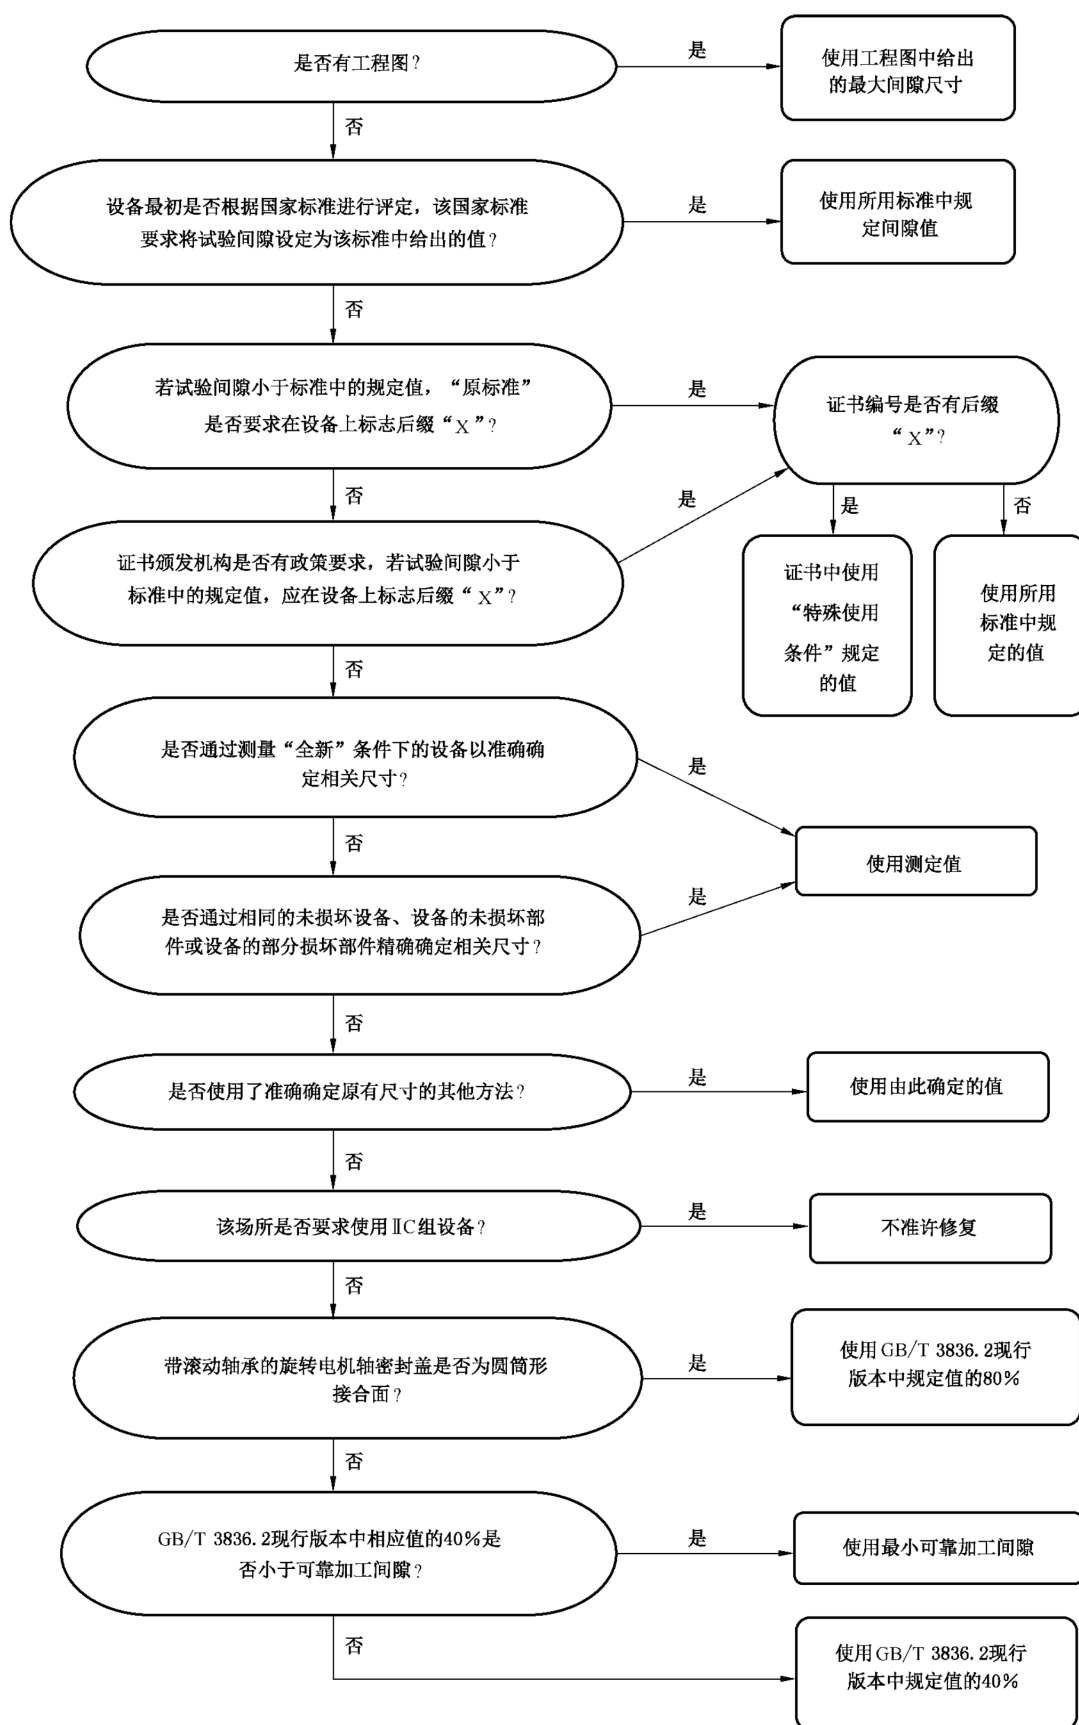 是否有工程图?
是
使用工程图中给出
的最大间隙尺寸
否
设备最初是否根据国家标准进行评定，该国家标准
要求将试验间隙设定为该标准中给出的值?
是
使用所用标准中规
定间隙值
否
若试验间隙小于标准中的规定值，“原标准”
是否要求在设备上标志后缀“X”?
是
证书编号是否有后缀
“X”?
否
是
是
否
证书颁发机构是否有政策要求，若试验间隙小于
标准中的规定值，应在设备上标志后缀“X”?
证书中使用
“特殊使用
条件”规定
的值
使用所用
标准中规
定的值
否
是否通过测量“全新”条件下的设备以准确确
定相关尺寸?
是
否
使用测定值
是否通过相同的未损坏设备、设备的未损坏部
件或设备的部分损坏部件精确确定相关尺寸?
是
否
是否使用了准确确定原有尺寸的其他方法?
是
使用由此确定的值
否
该场所是否要求使用ⅡC组设备?
是
不准许修复
否
带滚动轴承的旋转电机轴密封盖是否为圆筒形
接合面?
是
使用GB/T 3836.2现行
版本中规定值的80%
否
GB/T 3836.2现行版本中相应值的40%是
否小于可靠加工间隙?
是
使用最小可靠加工间隙
否
使用GB/T 3836.2现行
版本中规定值的40%